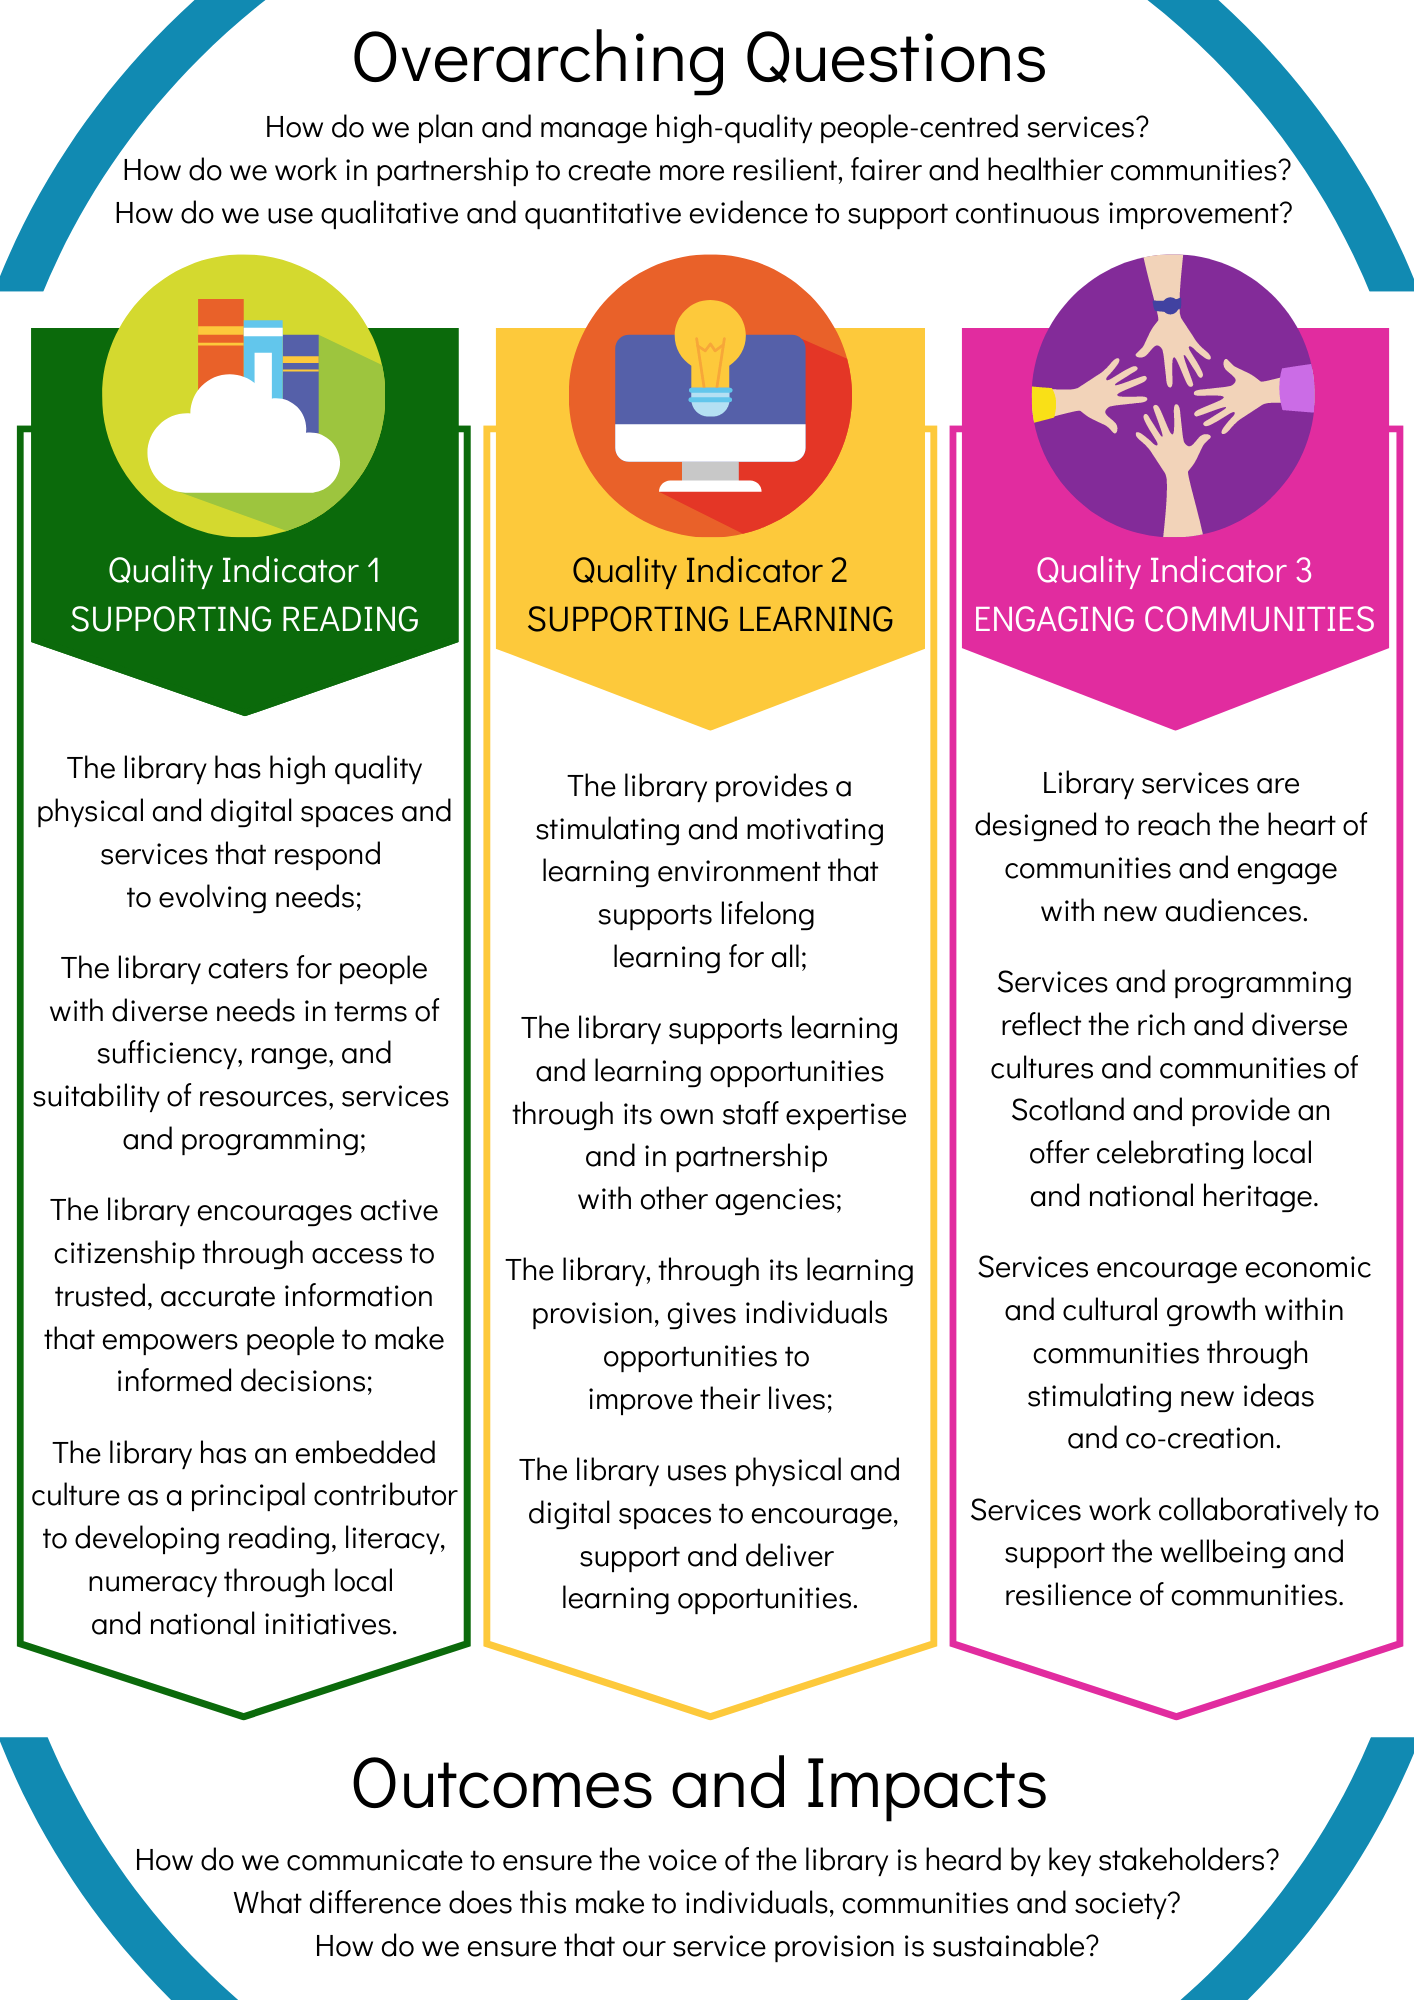 Overarching Questions
How do we plan and manage high-quality people-centred services?
How do we work in partnership to create more resilient, fairer and healthier communities?
How do we use qualitative and quantitative evidence to support continuous improvement?
Quality Indicator 1
SUPPORTING READING
The library has high quality
physical and digital spaces and
services that respond
to evolving needs;
The library caters for people
with diverse needs in terms of
sufficiency, range, and
suitability of resources, services
and programming;
The library encourages active
citizenship through access to
trusted, accurate information
that empowers people to make
informed decisions;
The library has an embedded
culture as a principal contributor
to developing reading, literacy,
numeracy through local
and national initiatives.
Quality Indicator 2
SUPPORTING LEARNING
The library provides a
stimulating and motivating
learning environment that
supports lifelong
learning for all;
The library supports learning
and learning opportunities
through its own staff expertise
and in partnership
with other agencies;
The library, through its learning
provision, gives individuals
opportunities to
improve their lives;
The library uses physical and
digital spaces to encourage,
support and deliver
learning opportunities.
Quality Indicator 3
ENGAGING COMMUNITIES
Library services are
designed to reach the heart of
communities and engage
with new audiences.
Services and programming
reflect the rich and diverse
cultures and communities of
Scotland and provide an
offer celebrating local
and national heritage.
Services encourage economic
and cultural growth within
communities through
stimulating new ideas
and co-creation.
Services work collaboratively to
support the wellbeing and
resilience of communities.
Outcomes and Impacts
How do we communicate to ensure the voice of the library is heard by key stakeholders?
What difference does this make to individuals, communities and society?
How do we ensure that our service provision is sustainable?